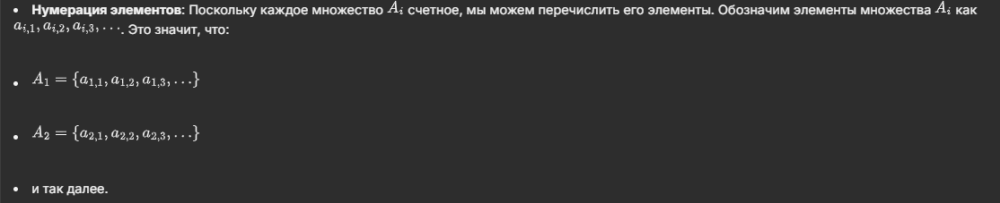 • Нумерация элементов: Поскольку каждое множество $A_i$ счетное, мы можем перечислить его элементы. Обозначим элементы множества $A_i$ как
$a_{i,1}, a_{i,2}, a_{i,3}, \cdots$. Это значит, что:
• $A_1 = \{a_{1,1}, a_{1,2}, a_{1,3}, \ldots\}$
• $A_2 = \{a_{2,1}, a_{2,2}, a_{2,3}, \ldots\}$
• и так далее.